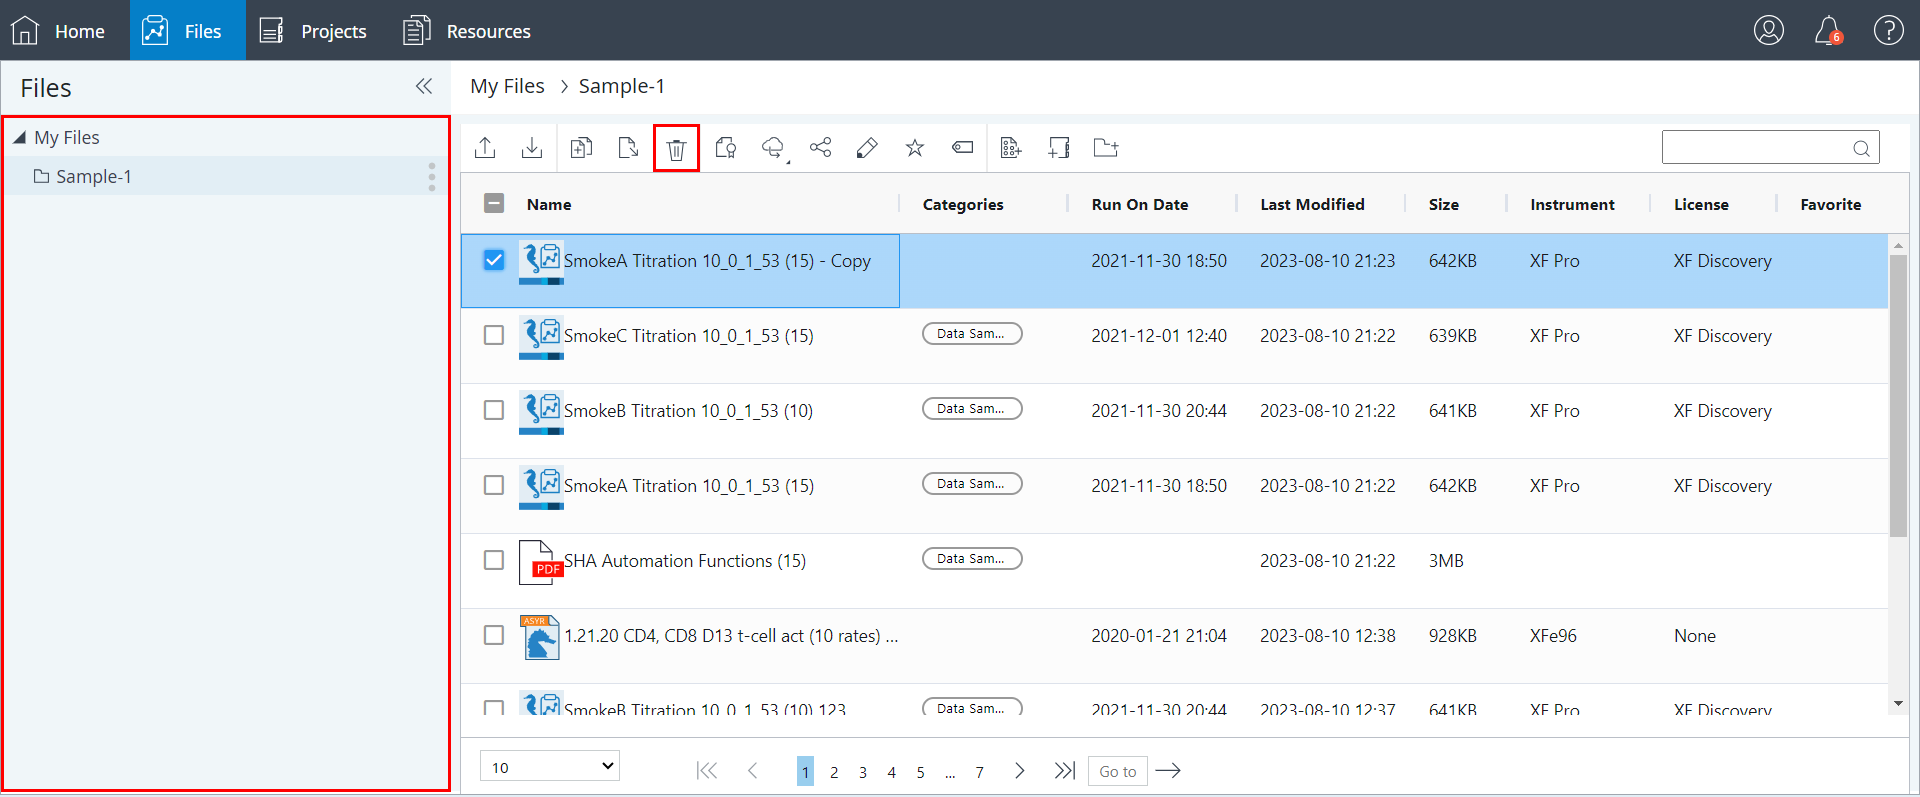 Home Files Projects Resources 6 ?
Files
My Files > Sample-1
My Files
Sample-1
Name Categories Run On Date Last Modified Size Instrument License Favorite
SmokeA Titration 10_0_1_53 (15) - Copy 2021-11-30 18:50 2023-08-10 21:23 642KB XF Pro XF Discovery
SmokeC Titration 10_0_1_53 (15) Data Sam... 2021-12-01 12:40 2023-08-10 21:22 639KB XF Pro XF Discovery
SmokeB Titration 10_0_1_53 (10) Data Sam... 2021-11-30 20:44 2023-08-10 21:22 641KB XF Pro XF Discovery
SmokeA Titration 10_0_1_53 (15) Data Sam... 2021-11-30 18:50 2023-08-10 21:22 642KB XF Pro XF Discovery
PDF SHA Automation Functions (15) Data Sam... 2023-08-10 21:22 3MB
ASYR 1.21.20 CD4, CD8 D13 t-cell act (10 rates) ... 2020-01-21 21:04 2023-08-10 12:38 928KB XFe96 None
SmokeB Titration 10_0_1_53 (10) 123 Data Sam... 2021-11-30 20:44 2023-08-10 12:37 641KB XF Pro XF Discovery
10 1 2 3 4 5 ... 7 Go to